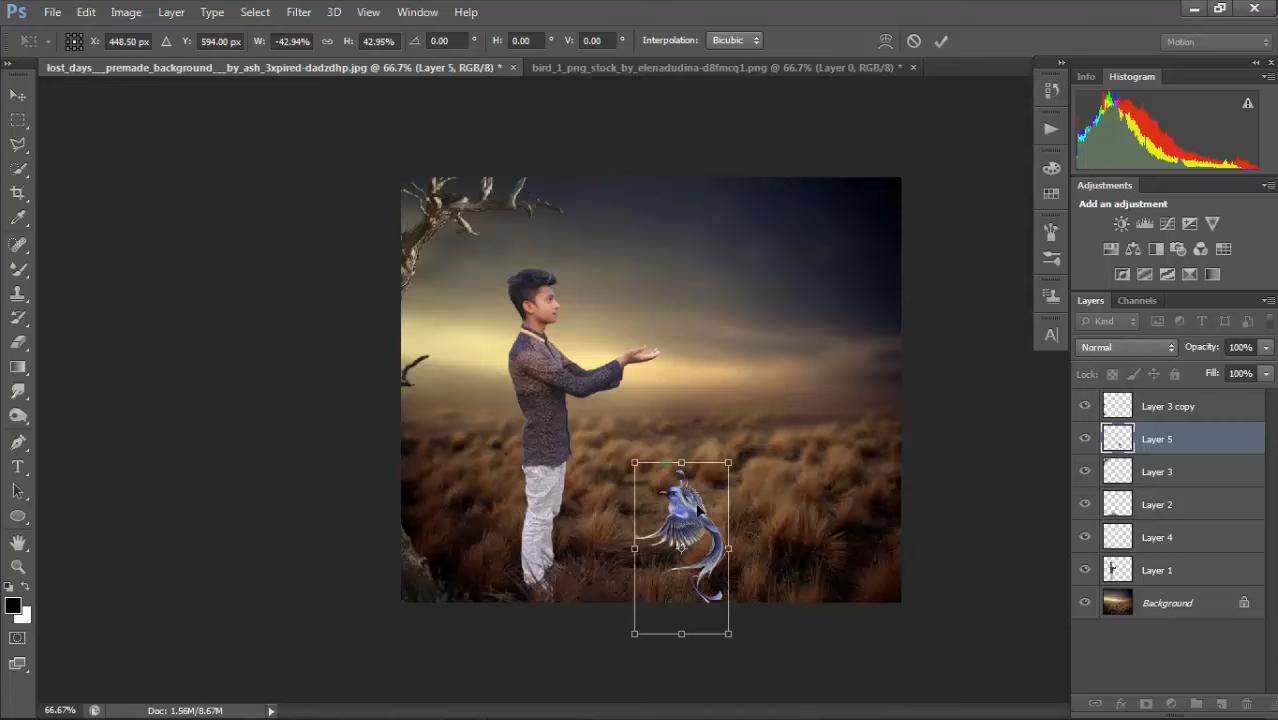 Ps File Edit Image Layer Type Select Filter 3D View Window Help
X: 448.50 px Y: 594.00 px W: -42.94% H: 42.95% 0.00 ° H: 0.00 ° V: 0.00 ° Interpolation: Bicubic Motion
lost_days___premade_background___by_ash_3xpired-dadzdhp.jpg @ 66.7% (Layer 5, RGB/8) * × bird_1_png_stock_by_elenadudina-d8fmcq1.png @ 66.7% (Layer 0, RGB/8) * ×
Info Histogram
Adjustments
Add an adjustment
Layers Channels
Kind
Normal Opacity: 100%
Lock: Fill: 100%
Layer 3 copy
Layer 5
Layer 3
Layer 2
Layer 4
Layer 1
Background
66.67% Doc: 1.56M/8.67M